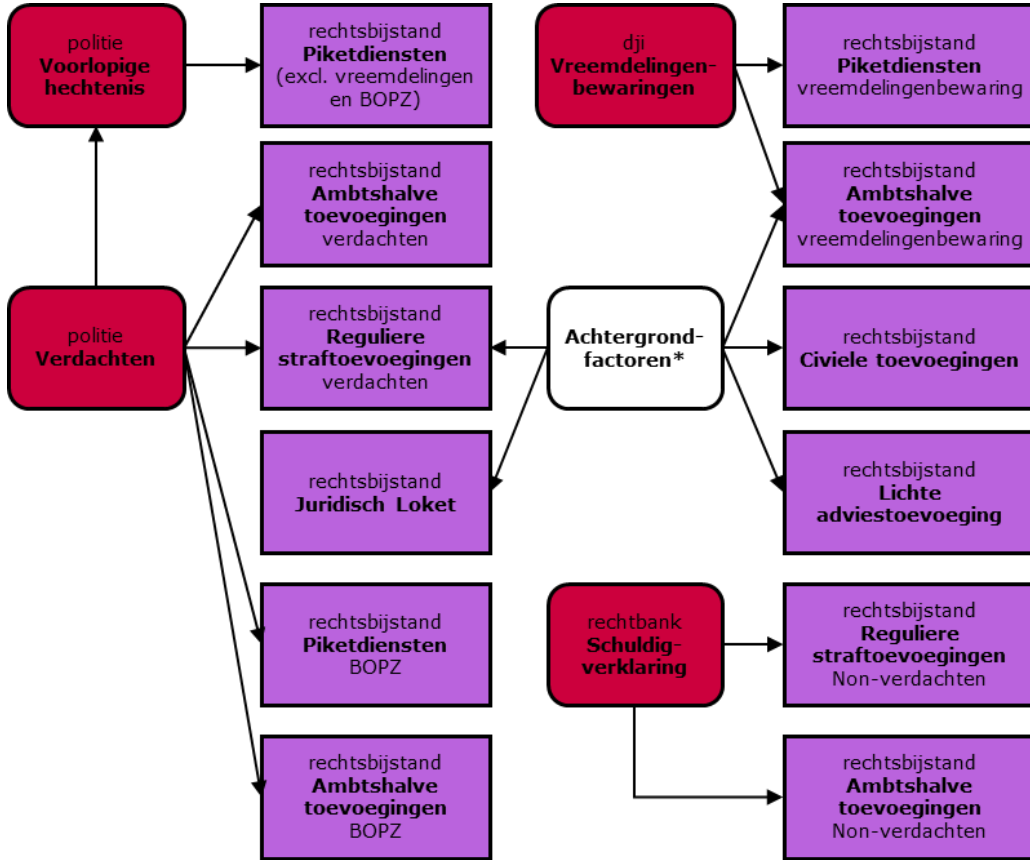 politie
Voorlopige
hechtenis
rechtsbijstand
Piketdiensten
(excl. vreemdelingen
en BOPZ)
dji
Vreemdelingen-
bewaringen
rechtsbijstand
Piketdiensten
vreemdelingenbewaring
rechtsbijstand
Ambtshalve
toevoegingen
verdachten
rechtsbijstand
Ambtshalve
toevoegingen
vreemdelingenbewaring
politie
Verdachten
rechtsbijstand
Reguliere
straftoevoegingen
verdachten
Achtergrond-
factoren*
rechtsbijstand
Civiele toevoegingen
rechtsbijstand
Juridisch Loket
rechtsbijstand
Lichte
adviestoevoeging
rechtsbijstand
Piketdiensten
BOPZ
rechtbank
Schuldig-
verklaring
rechtsbijstand
Reguliere
straftoevoegingen
Non-verdachten
rechtsbijstand
Ambtshalve
toevoegingen
BOPZ
rechtsbijstand
Ambtshalve
toevoegingen
Non-verdachten